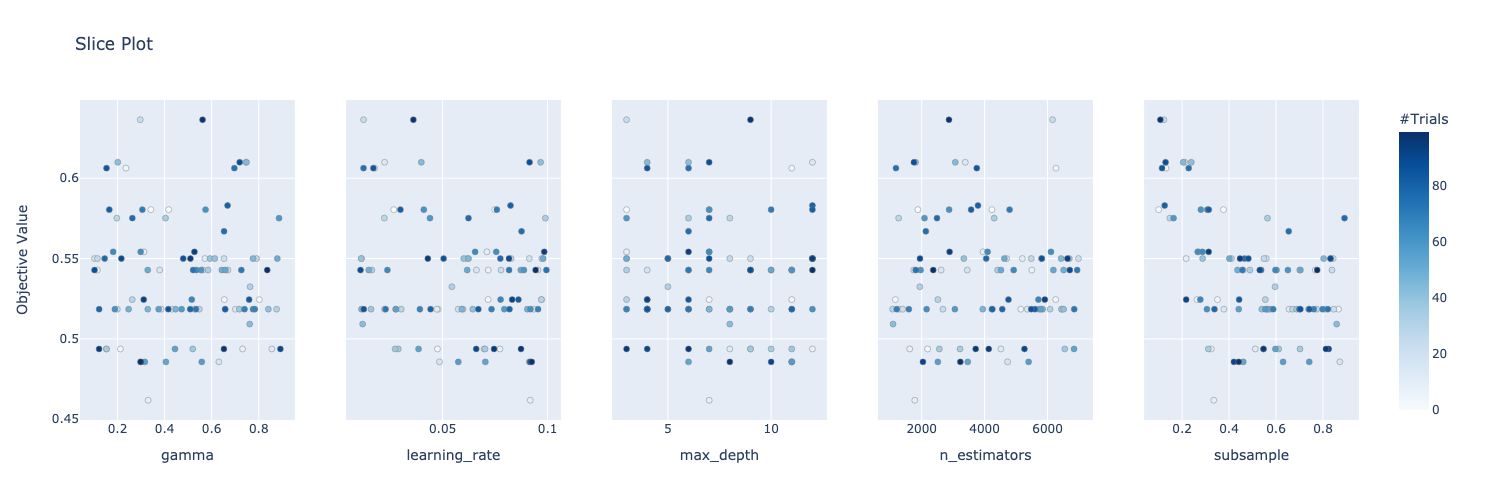 Slice Plot
#Trials
Objective Value
0.6
0.55
0.5
0.45
0.2 0.4 0.6 0.8
0.05 0.1
5 10
2000 4000 6000
0.2 0.4 0.6 0.8
gamma
learning_rate
max_depth
n_estimators
subsample
80
60
40
20
0